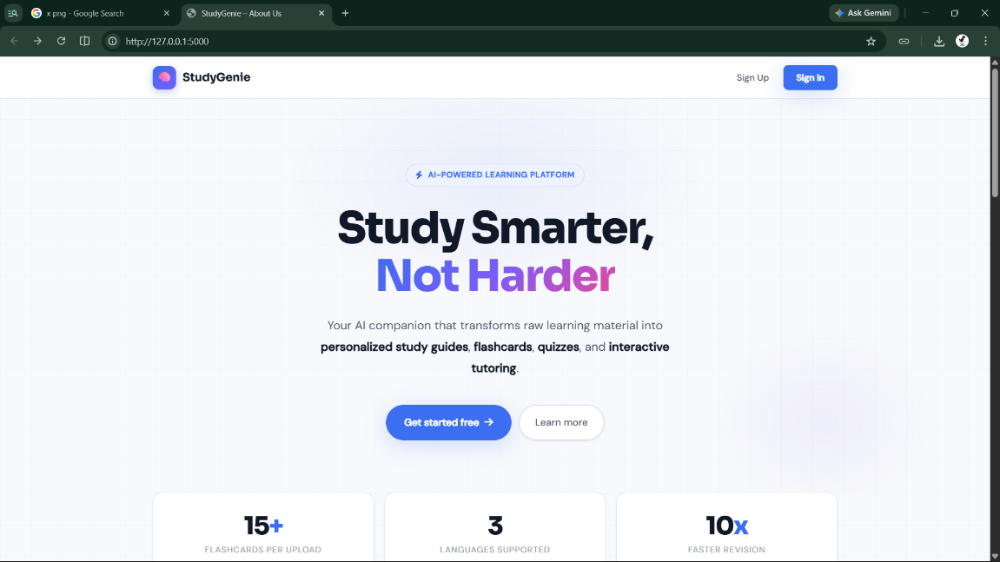 x png - Google Search
StudyGenie – About Us
Ask Gemini
http://127.0.0.1:5000
StudyGenie
Sign Up
Sign In
AI-POWERED LEARNING PLATFORM
Study Smarter,
Not Harder
Your AI companion that transforms raw learning material into
personalized study guides, flashcards, quizzes, and interactive
tutoring.
Get started free →
Learn more
15+
FLASHCARDS PER UPLOAD
3
LANGUAGES SUPPORTED
10x
FASTER REVISION